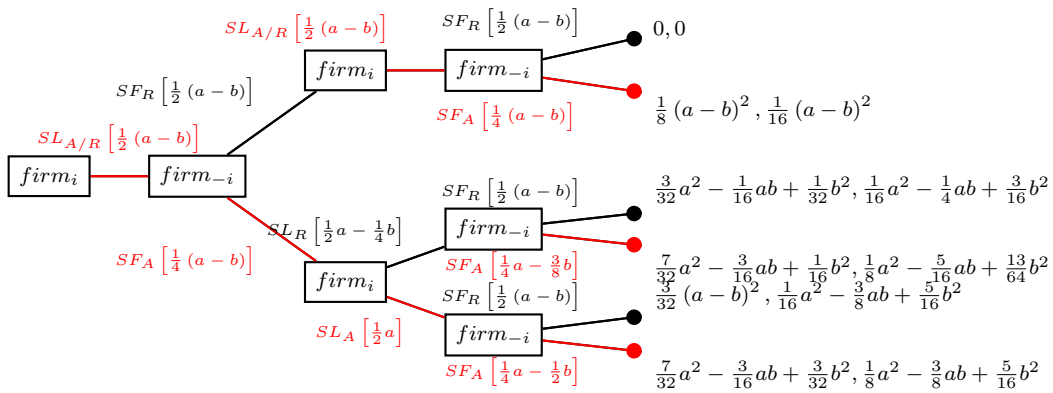 SF_R [1/2 (a − b)]
0, 0
SL_{A/R} [1/2 (a − b)]
firm_i
firm_{−i}
SF_R [1/2 (a − b)]
SF_A [1/4 (a − b)]
1/8 (a − b)^2 , 1/16 (a − b)^2
SL_{A/R} [1/2 (a − b)]
firm_i
firm_{−i}
SF_R [1/2 (a − b)]
3/32 a^2 − 1/16 ab + 1/32 b^2, 1/16 a^2 − 1/4 ab + 3/16 b^2
SL_R [1/2 a − 1/4 b]
firm_{−i}
SF_A [1/4 (a − b)]
SF_A [1/4 a − 3/8 b]
7/32 a^2 − 3/16 ab + 1/16 b^2, 1/8 a^2 − 5/16 ab + 13/64 b^2
firm_i
SF_R [1/2 (a − b)]
3/32 (a − b)^2 , 1/16 a^2 − 3/8 ab + 5/16 b^2
SL_A [1/2 a]
firm_{−i}
SF_A [1/4 a − 1/2 b]
7/32 a^2 − 3/16 ab + 3/32 b^2, 1/8 a^2 − 3/8 ab + 5/16 b^2